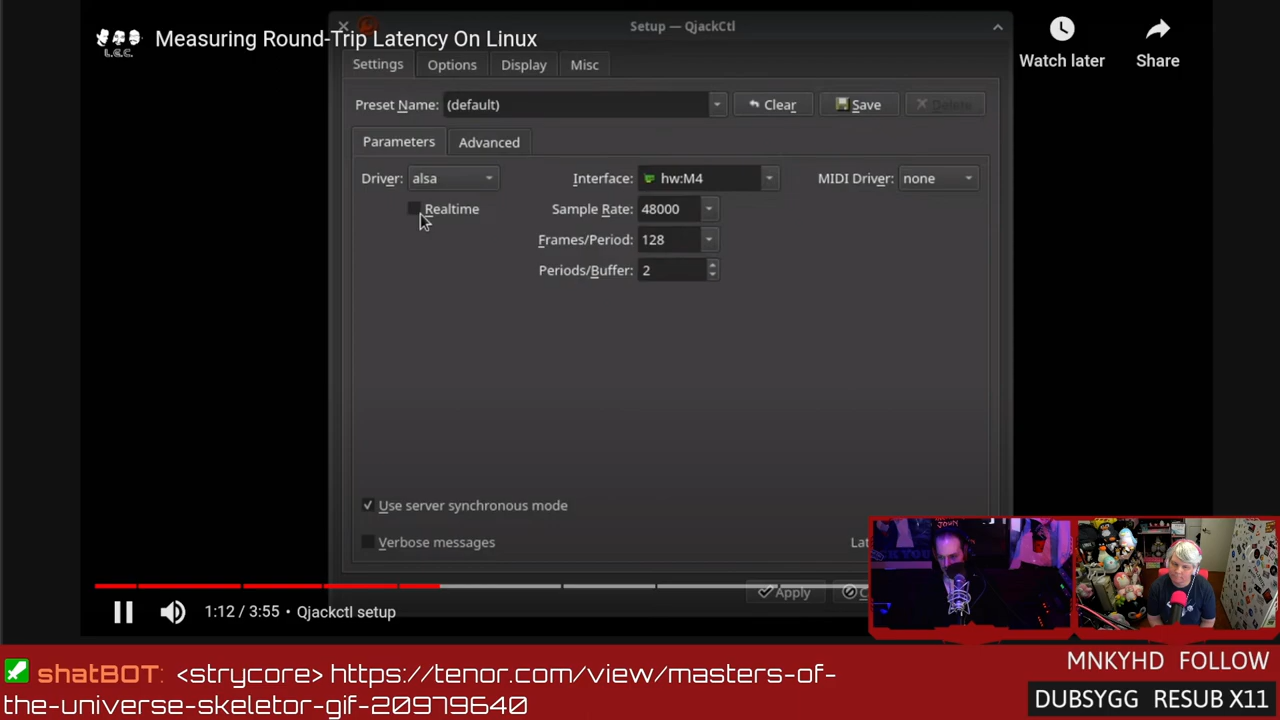 Setup — QjackCtl
L.G.C.
Measuring Round-Trip Latency On Linux
Watch later
Share
Settings
Options
Display
Misc
Preset Name:
(default)
Clear
Save
Delete
Parameters
Advanced
Driver:
alsa
Interface:
hw:M4
MIDI Driver:
none
Realtime
Sample Rate:
48000
Frames/Period:
128
Periods/Buffer:
2
Use server synchronous mode
Verbose messages
Lat
Apply
1:12 / 3:55 • Qjackctl setup
shatBOT: <strycore> https://tenor.com/view/masters-of-
the-universe-skeletor-gif-20979640
MNKYHD FOLLOW
DUBSYGG RESUB X11